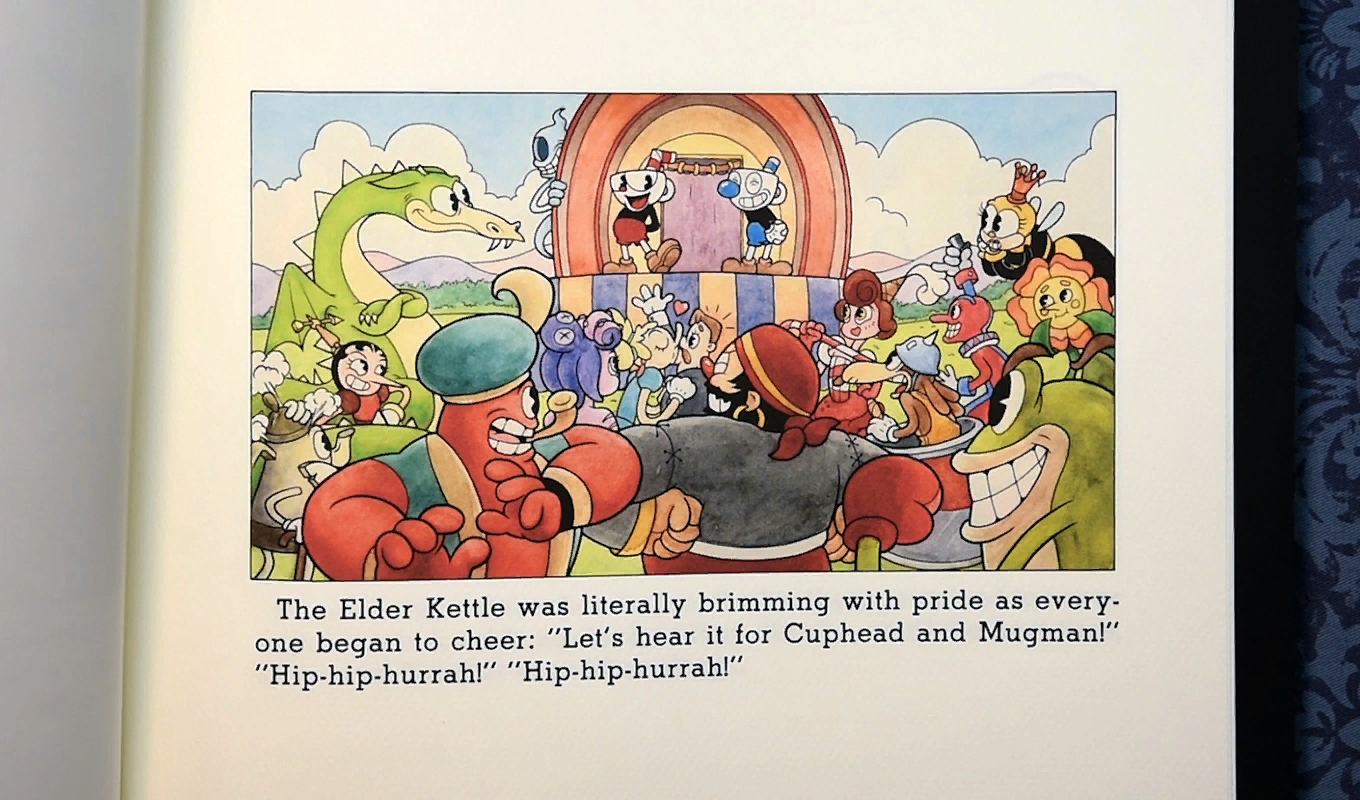 The Elder Kettle was literally brimming with pride as every-
one began to cheer: "Let's hear it for Cuphead and Mugman!"
"Hip-hip-hurrah!" "Hip-hip-hurrah!"